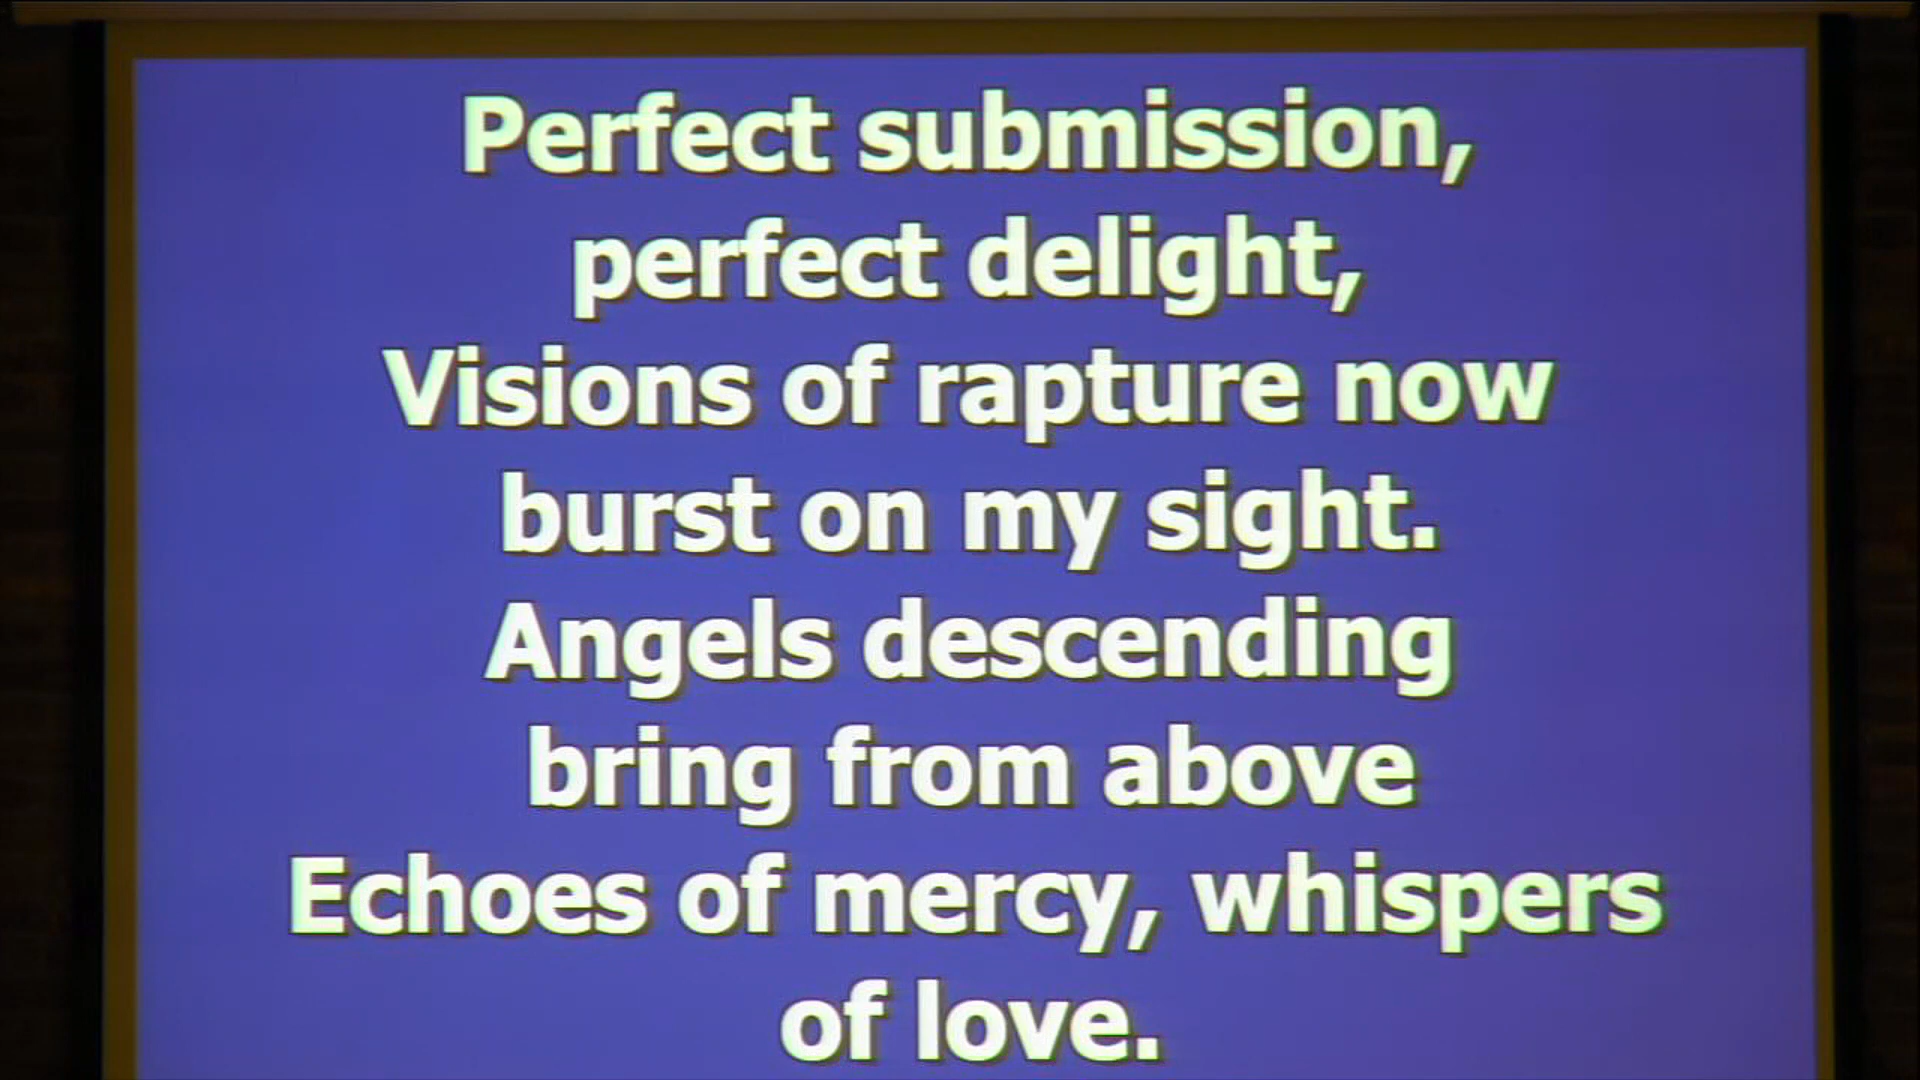 Perfect submission,
perfect delight,
Visions of rapture now
burst on my sight.
Angels descending
bring from above
Echoes of mercy, whispers
of love.